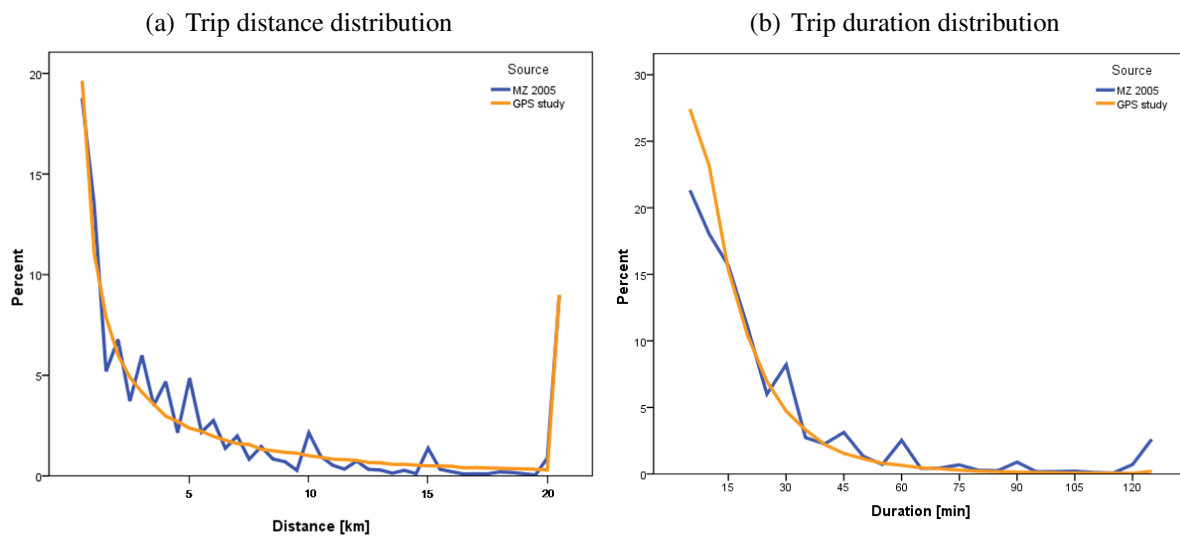 (a) Trip distance distribution
20
15
10
5
0
Percent
5
10
15
20
Distance [km]
Source
MZ 2005
GPS study
(b) Trip duration distribution
30
25
20
15
10
5
0
Percent
15
30
45
60
75
90
105
120
Duration [min]
Source
MZ 2005
GPS study